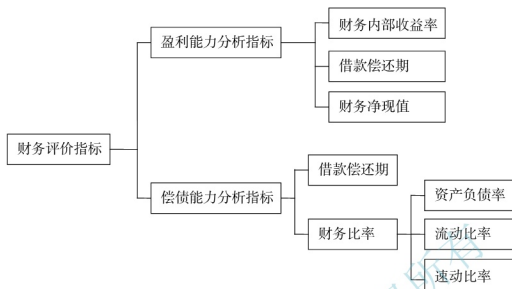 财务评价指标
盈利能力分析指标
财务内部收益率
借款偿还期
财务净现值
偿债能力分析指标
借款偿还期
财务比率
资产负债率
流动比率
速动比率
所有